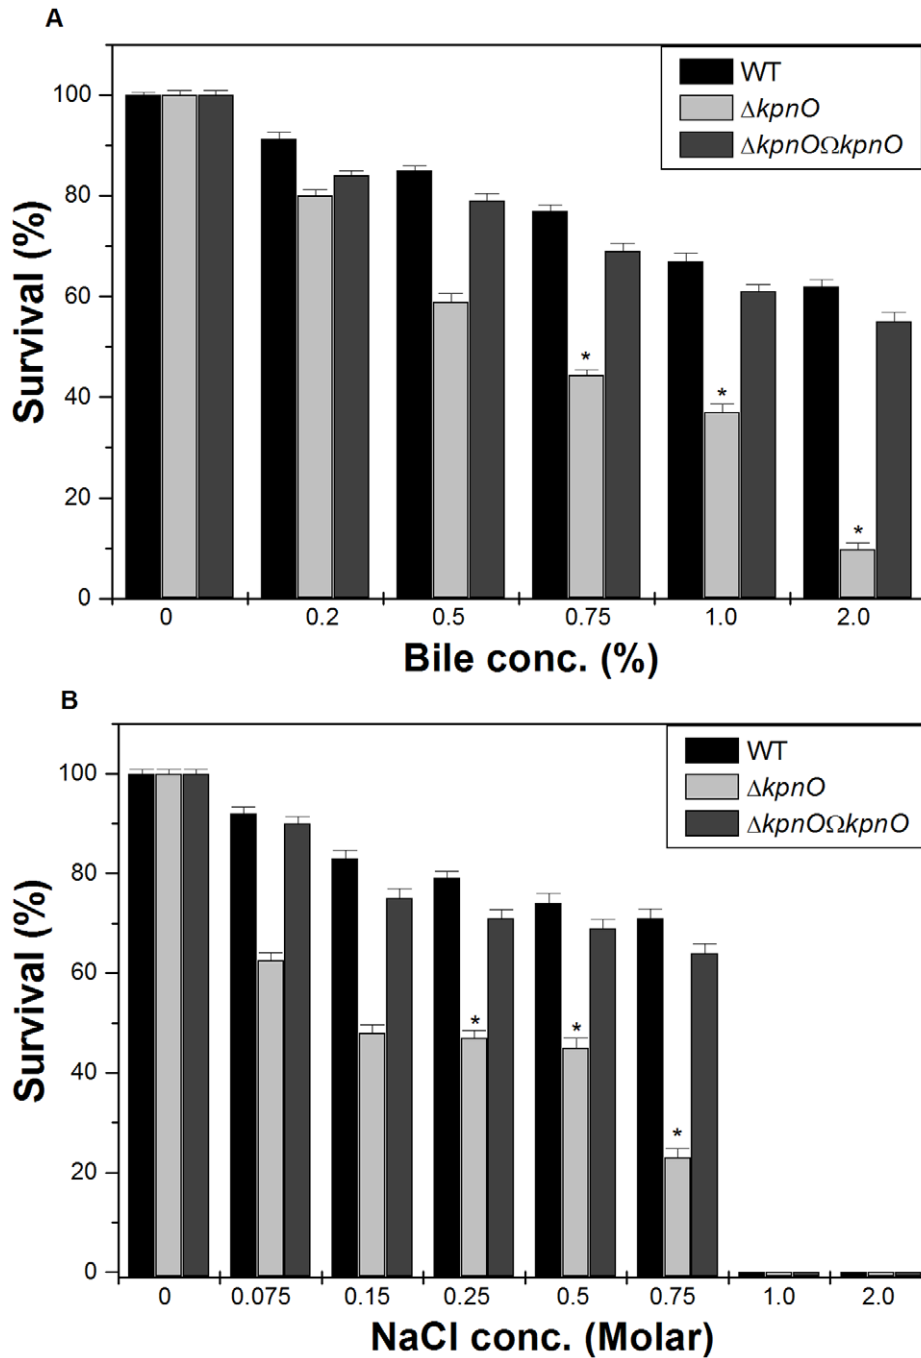 A
Survival (%)
100
80
60
40
20
0
WT
ΔkpnO
ΔkpnOΩkpnO
*
*
*
0 0.2 0.5 0.75 1.0 2.0
Bile conc. (%)
B
Survival (%)
100
80
60
40
20
0
WT
ΔkpnO
ΔkpnOΩkpnO
*
*
*
0 0.075 0.15 0.25 0.5 0.75 1.0 2.0
NaCl conc. (Molar)